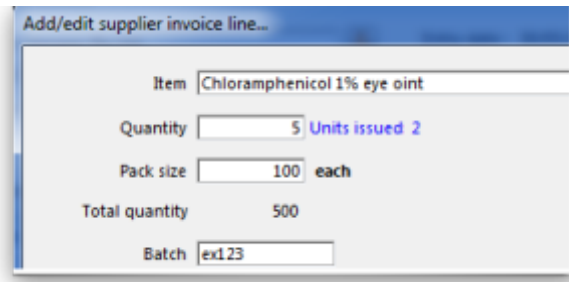 Add/edit supplier invoice line...
Item Chloramphenicol 1% eye oint
Quantity 5 Units issued 2
Pack size 100 each
Total quantity 500
Batch ex123